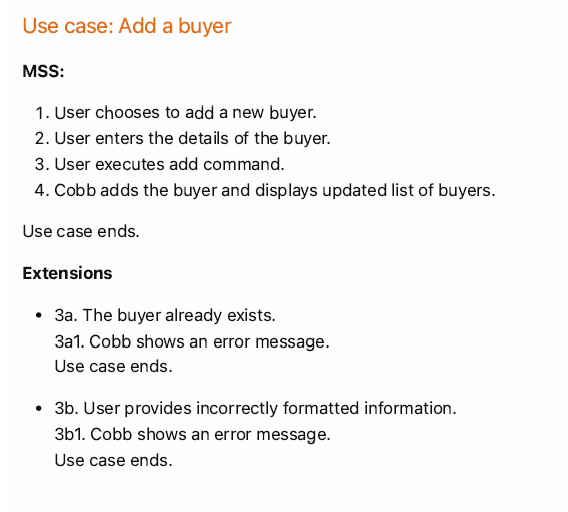 Use case: Add a buyer
MSS:
1. User chooses to add a new buyer.
2. User enters the details of the buyer.
3. User executes add command.
4. Cobb adds the buyer and displays updated list of buyers.
Use case ends.
Extensions
• 3a. The buyer already exists.
3a1. Cobb shows an error message.
Use case ends.
• 3b. User provides incorrectly formatted information.
3b1. Cobb shows an error message.
Use case ends.